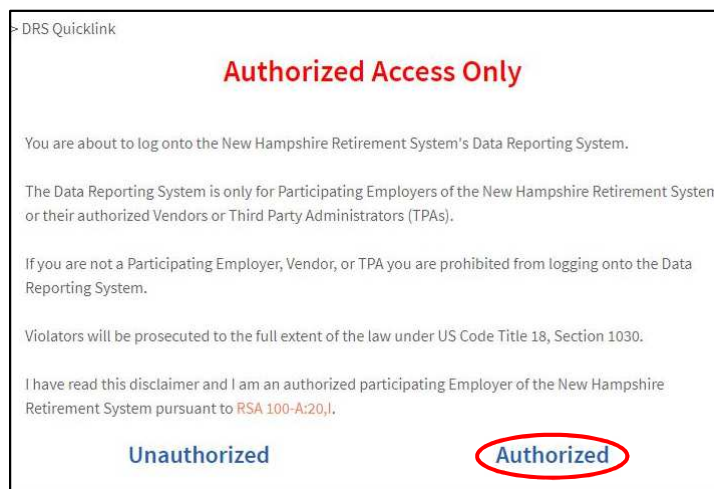 > DRS Quicklink
Authorized Access Only
You are about to log onto the New Hampshire Retirement System's Data Reporting System.
The Data Reporting System is only for Participating Employers of the New Hampshire Retirement System
or their authorized Vendors or Third Party Administrators (TPAs).
If you are not a Participating Employer, Vendor, or TPA you are prohibited from logging onto the Data
Reporting System.
Violators will be prosecuted to the full extent of the law under US Code Title 18, Section 1030.
I have read this disclaimer and I am an authorized participating Employer of the New Hampshire
Retirement System pursuant to RSA 100-A:20,I.
Unauthorized Authorized